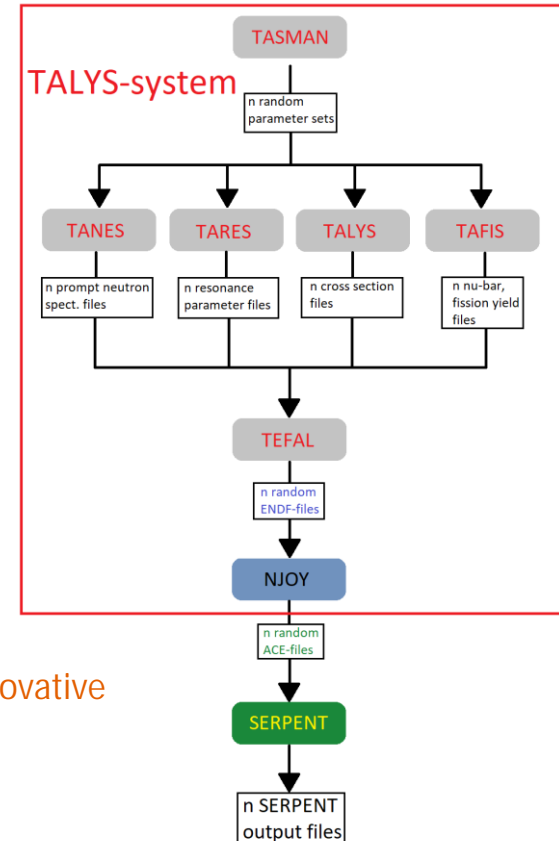 TASMAN
TALYS-system
n random
parameter sets
TANES
TARES
TALYS
TAFIS
n prompt neutron
spect. files
n resonance
parameter files
n cross section
files
n nu-bar,
fission yield
files
TEFAL
n random
ENDF-files
NJOY
n random
ACE-files
ovative
SERPENT
n SERPENT
output files